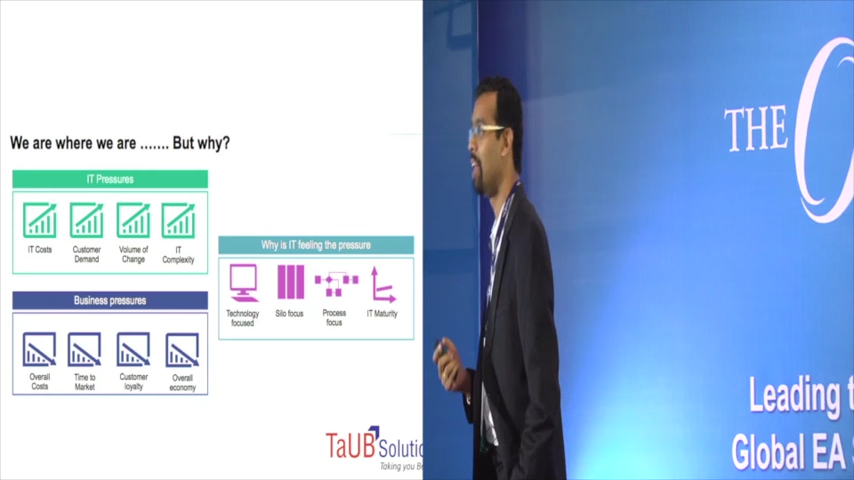 We are where we are ....... But why?
IT Pressures
IT Costs
Customer
Demand
Volume of
Change
IT
Complexity
Business pressures
Overall
Costs
Time to
Market
Customer
loyalty
Overall
economy
Why is IT feeling the pressure
Technology
focused
Silo focus
Process
focus
IT Maturity
TaUB Solutio
Taking you Be
THE O
Leading t
Global EA S